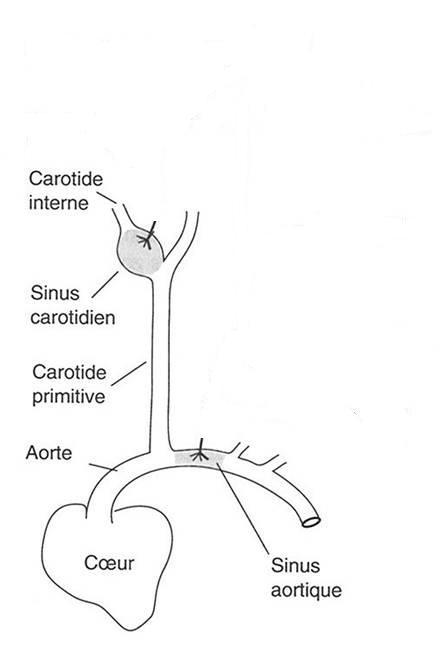 Carotide
interne
Sinus
carotidien
Carotide
primitive
Aorte
Cœur
Sinus
aortique